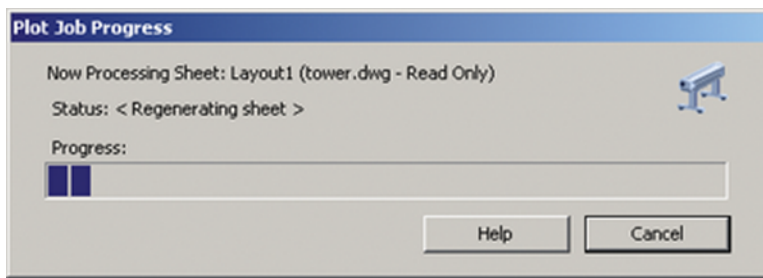 Plot Job Progress
Now Processing Sheet: Layout1 (tower.dwg - Read Only)
Status: < Regenerating sheet >
Progress:
Help Cancel